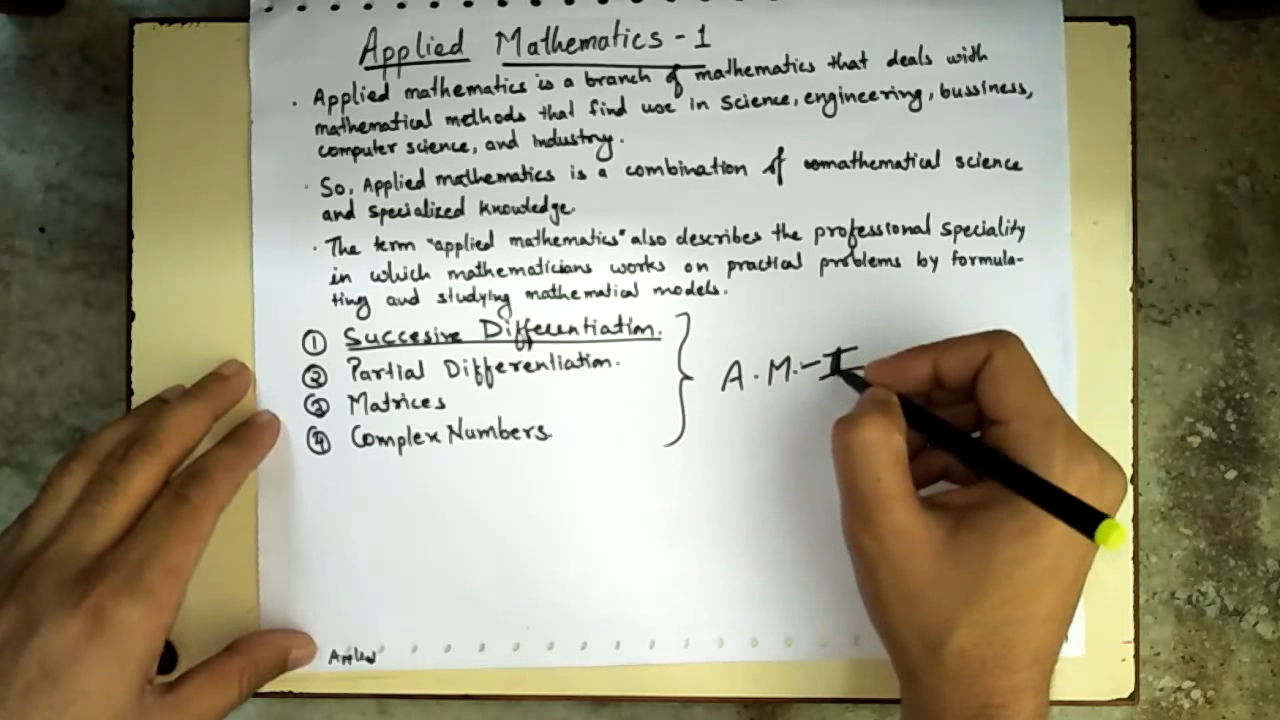 Applied Mathematics - 1
. Applied mathematics is a branch of mathematics that deals with
mathematical methods that find use in science, engineering, bussiness,
computer science, and industry.
. So, Applied mathematics is a combination of mathematical science
and specialized knowledge.
. The term "applied mathematics" also describes the professional speciality
in which mathematicians works on practical problems by formula-
ting and studying mathematical models.
① Succesive Differentiation.
② Partial Differentiation.
③ Matrices
④ Complex Numbers.
A.M.-I